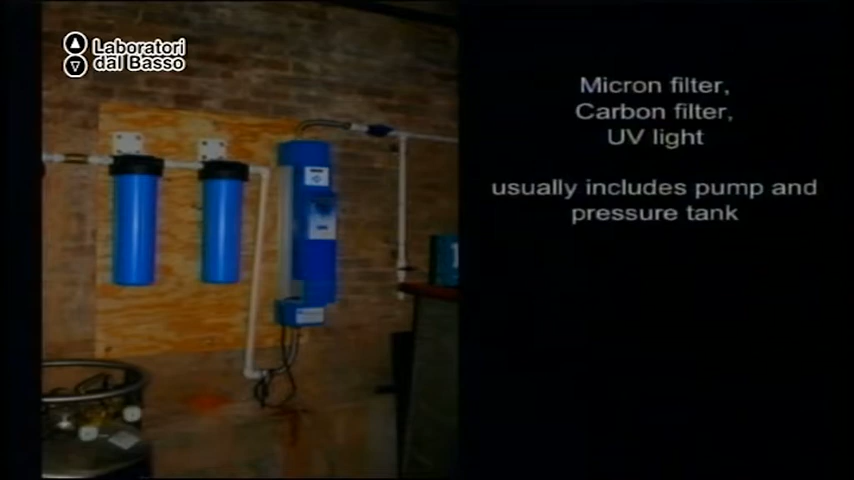 Laboratori
dal Basso
Micron filter,
Carbon filter,
UV light
usually includes pump and
pressure tank